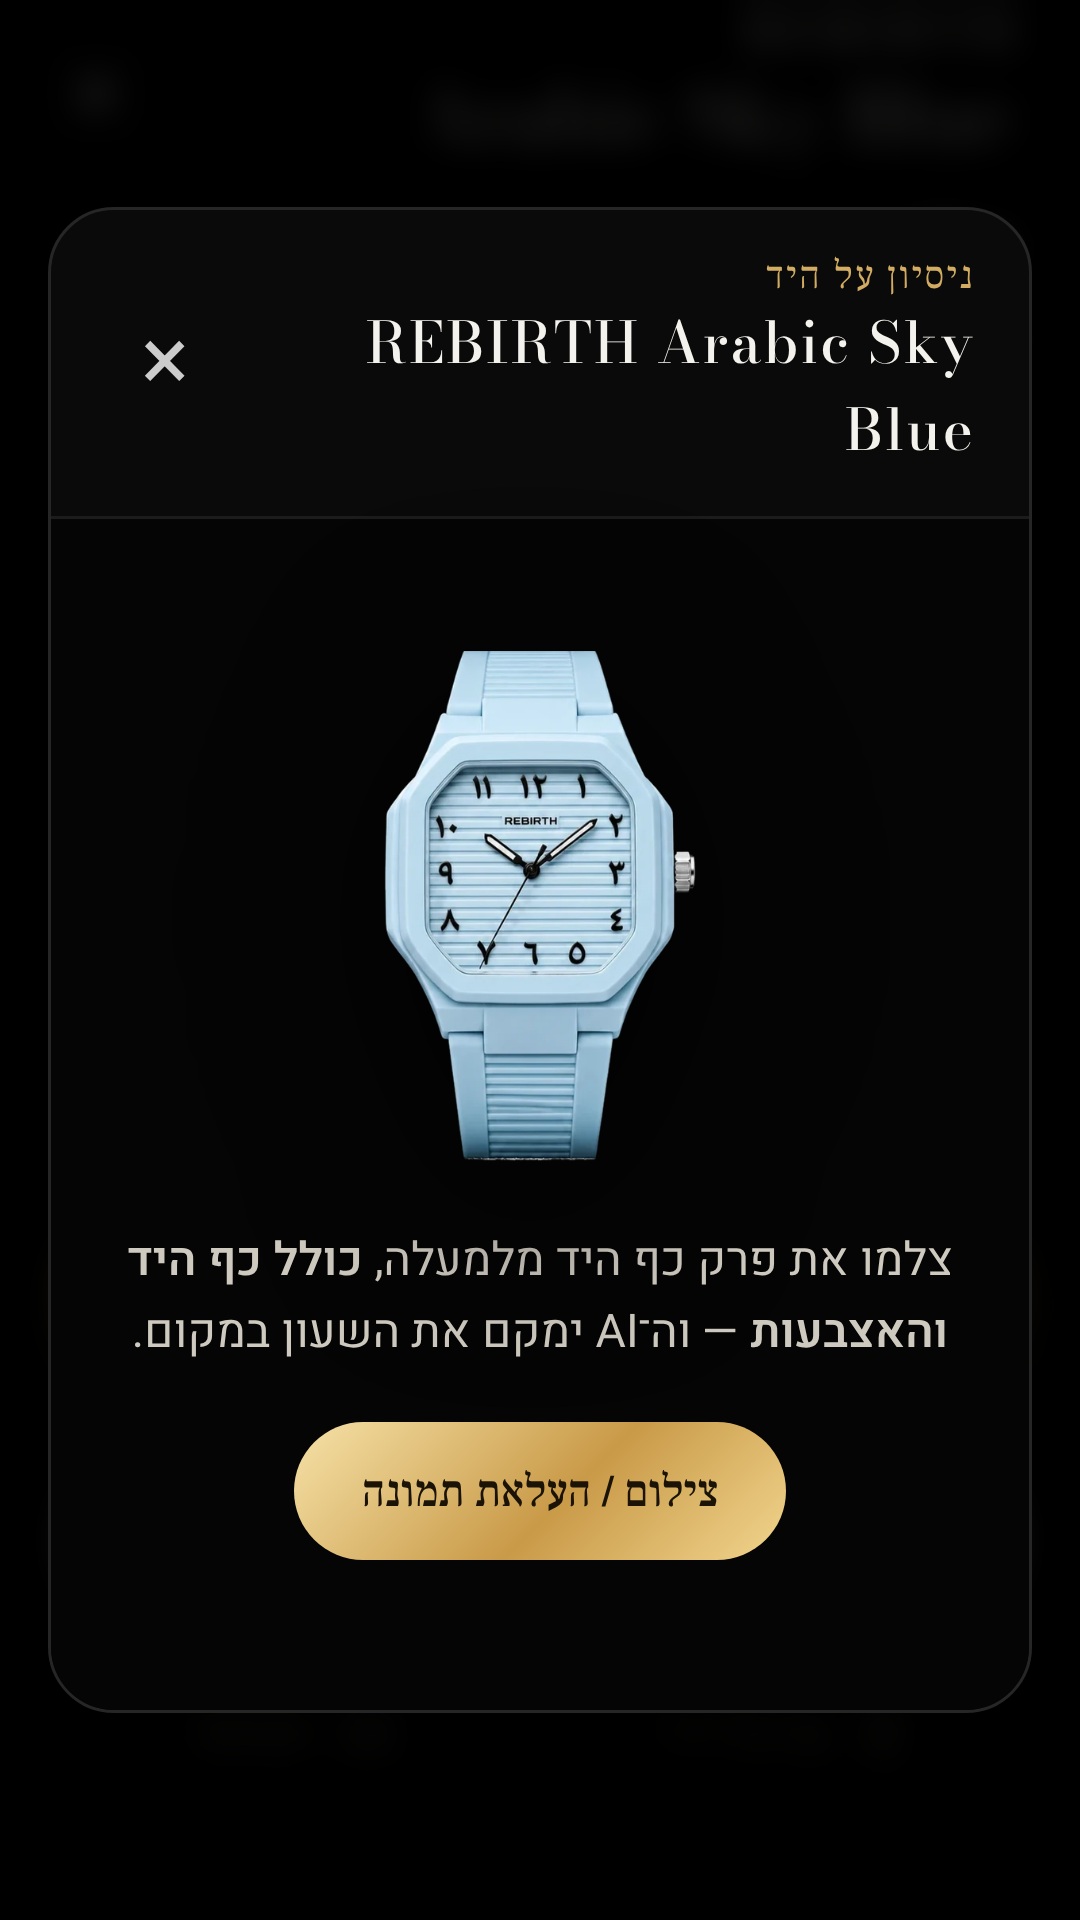 ניסיון על היד
REBIRTH Arabic Sky
Blue
١١ ١٢ ١
REBIRTH
١٠ ٢
٩ ٣
٨ ٤
٧ ٦ ٥
צלמו את פרק כף היד מלמעלה, כולל כף היד
והאצבעות – וה־AI ימקם את השעון במקום.
צילום / העלאת תמונה